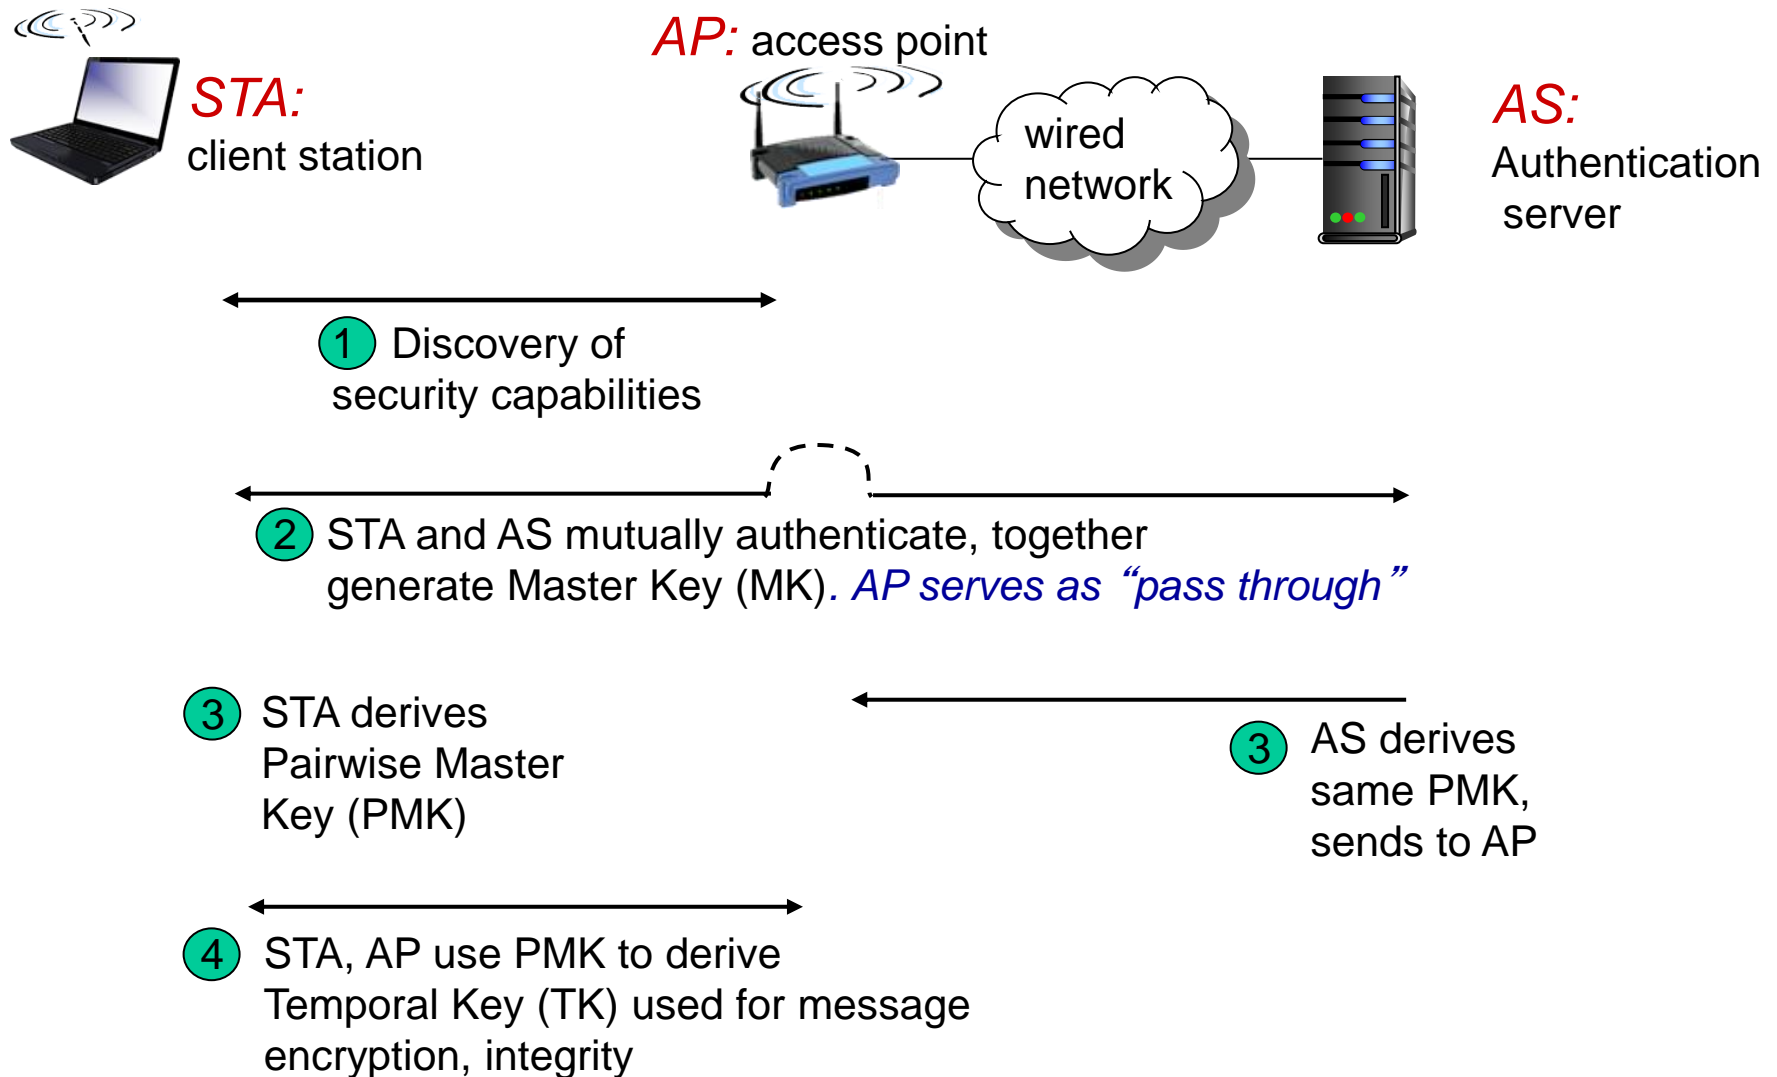 AP: access point
STA:
client station
wired
network
AS:
Authentication
server
1 Discovery of
security capabilities
2 STA and AS mutually authenticate, together
generate Master Key (MK). AP serves as “pass through”
3 STA derives
Pairwise Master
Key (PMK)
3 AS derives
same PMK,
sends to AP
4 STA, AP use PMK to derive
Temporal Key (TK) used for message
encryption, integrity